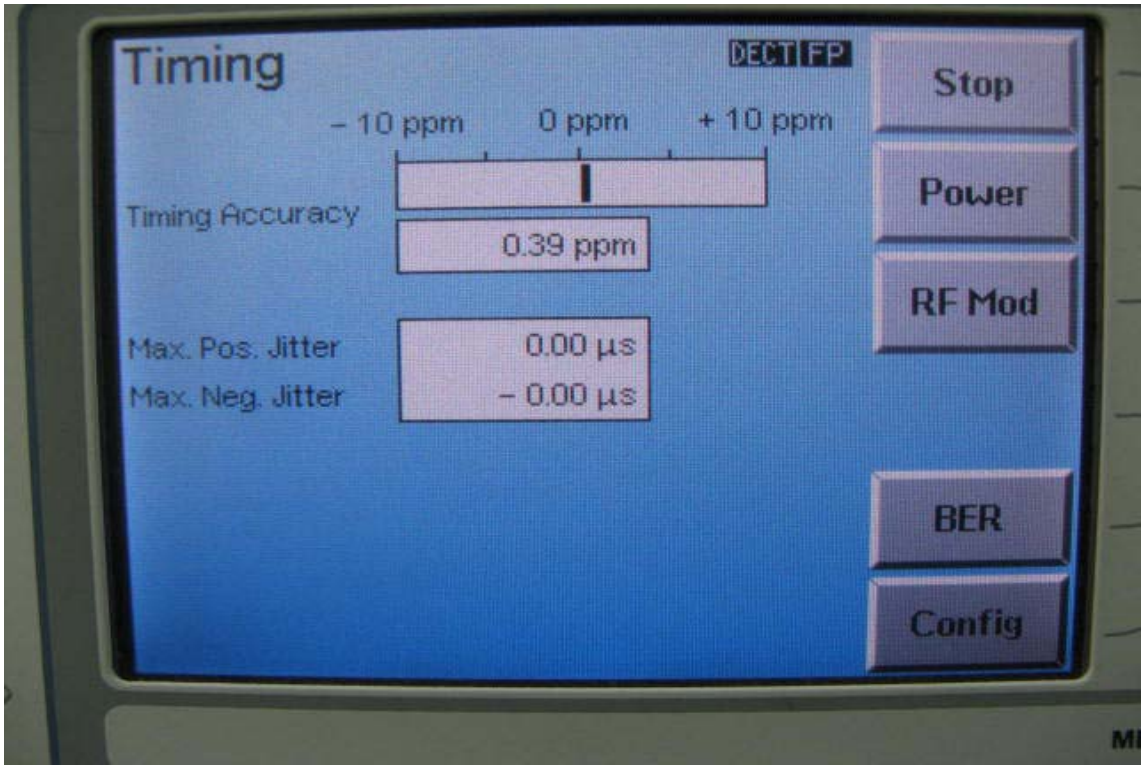 Timing
DECT FP
– 10 ppm 0 ppm + 10 ppm
Timing Accuracy
0.39 ppm
Max. Pos. Jitter 0.00 µs
Max. Neg. Jitter – 0.00 µs
Stop
Power
RF Mod
BER
Config